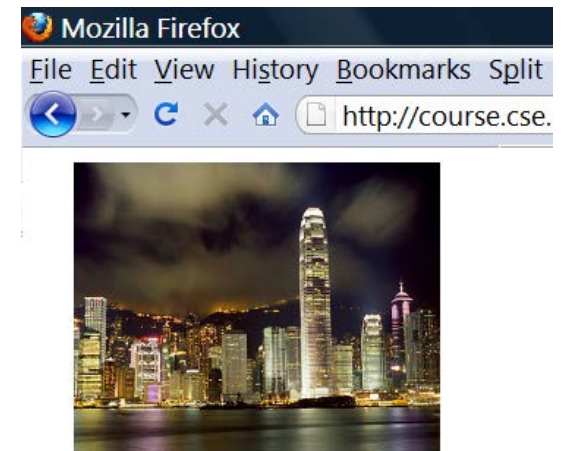 Mozilla Firefox
File Edit View History Bookmarks Split
http://course.cse.